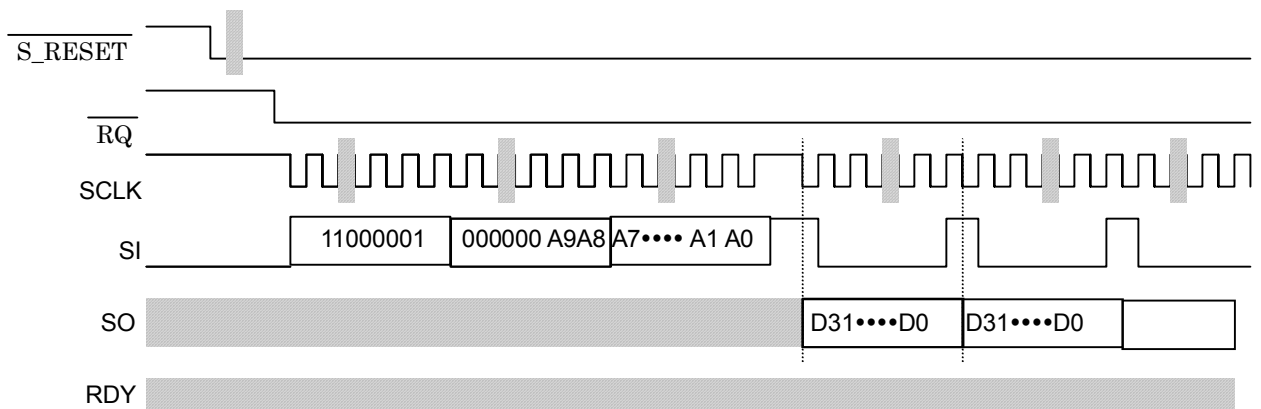 S_RESET
RQ
SCLK
SI 11000001 000000 A9A8 A7•••• A1 A0
SO D31••••D0 D31••••D0
RDY